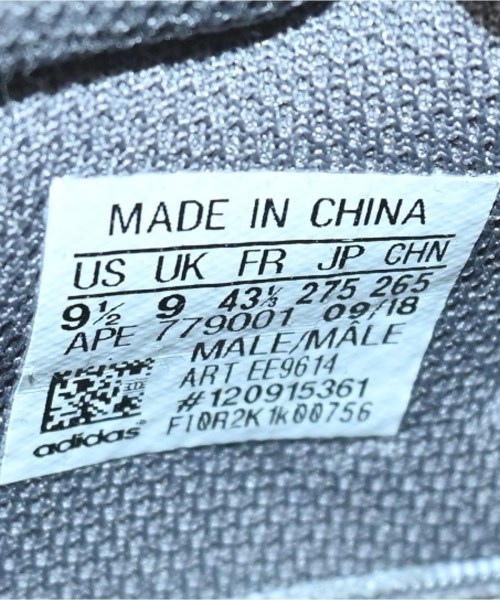 MADE IN CHINA
US UK FR JP CHN
9½ 9 43⅓ 275 265
APE 779001 09/18
MALE/MÂLE
ART EE9614
#120915361
adidas FI0R2K1k00756